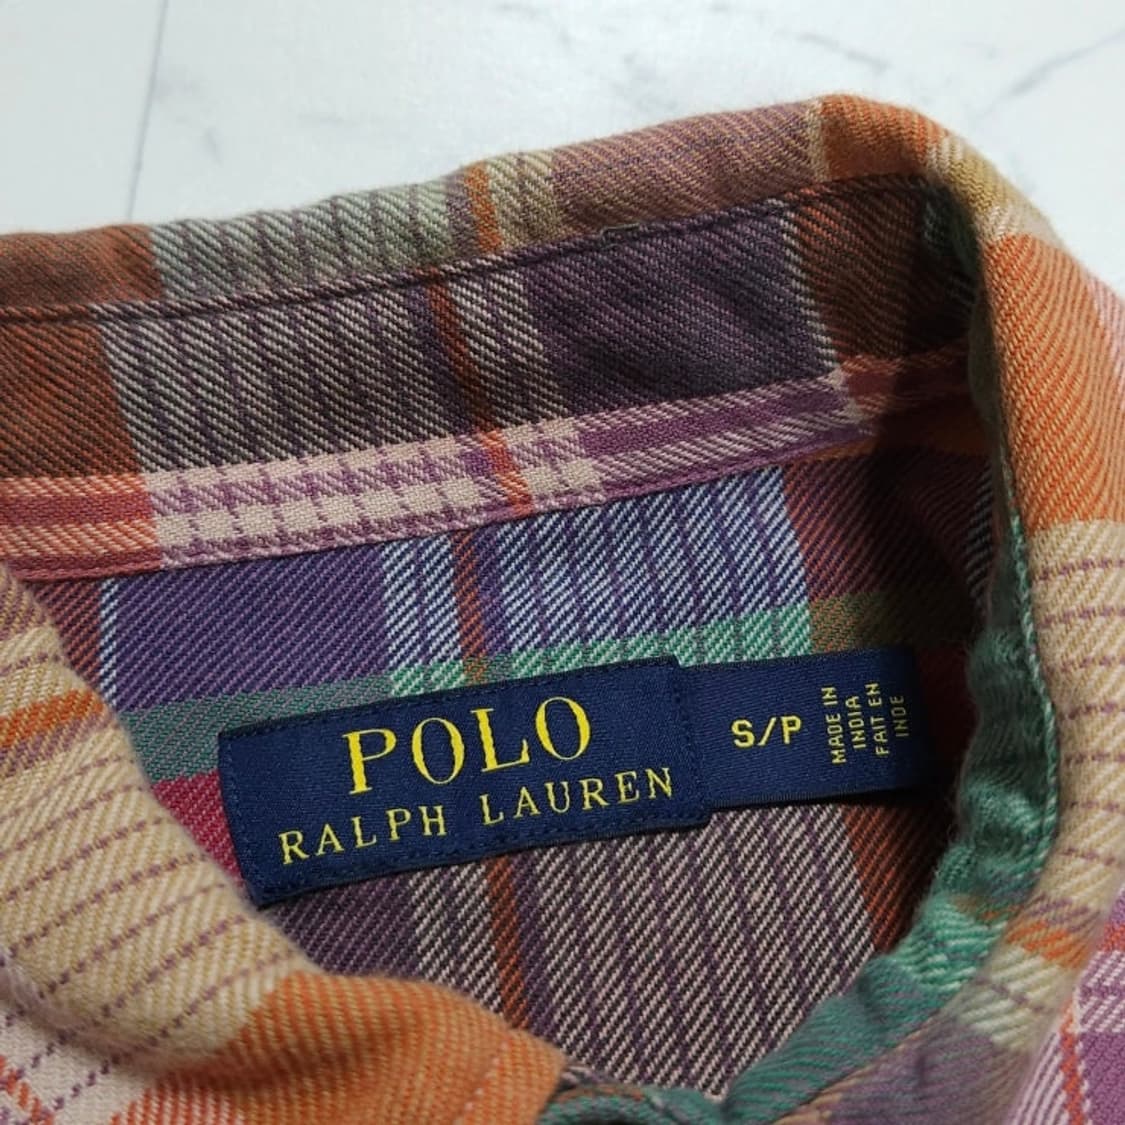 POLO
RALPH LAUREN
S/P
MADE IN
INDIA
FAIT EN
INDE